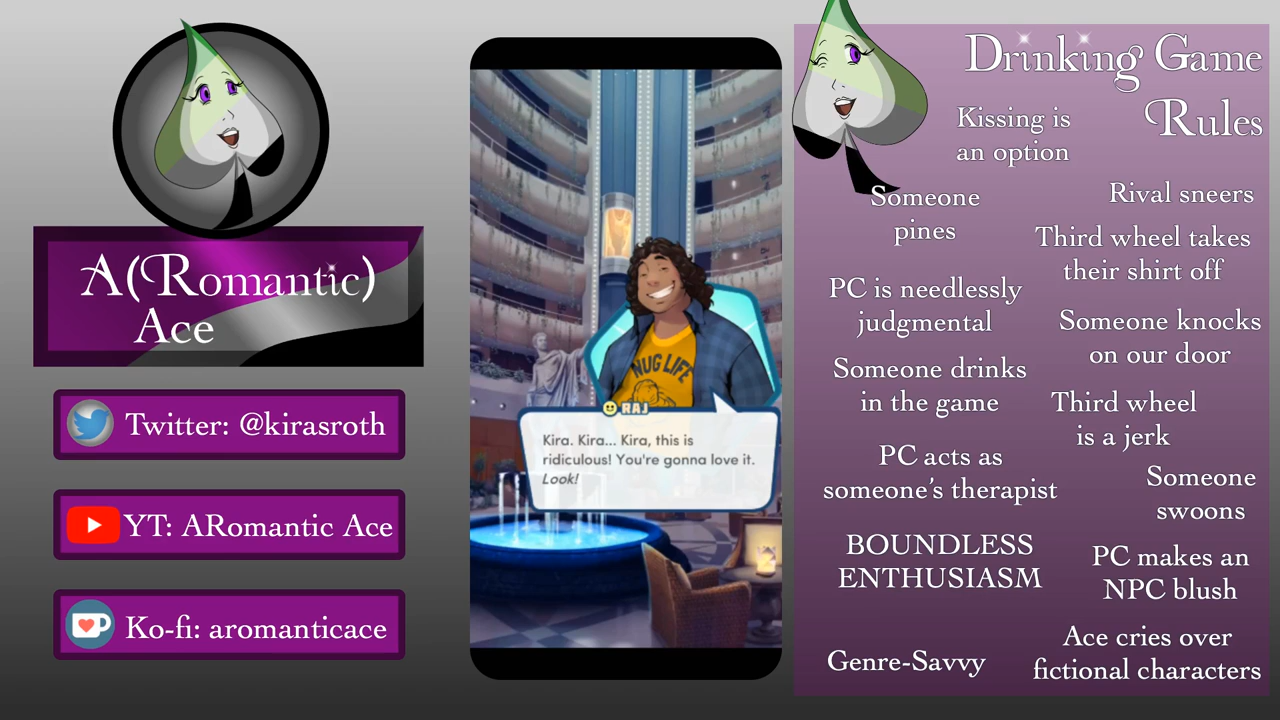 A(Romantic)
Ace
Twitter: @kirasroth
YT: ARomantic Ace
Ko-fi: aromanticace
NUG LIFE
RAJ
Kira. Kira... Kira, this is
ridiculous! You're gonna love it.
Look!
Drinking Game
Rules
Kissing is
an option
Someone
pines
Rival sneers
Third wheel takes
their shirt off
PC is needlessly
judgmental
Someone knocks
on our door
Someone drinks
in the game
Third wheel
is a jerk
PC acts as
someone's therapist
Someone
swoons
BOUNDLESS
ENTHUSIASM
PC makes an
NPC blush
Genre-Savvy
Ace cries over
fictional characters